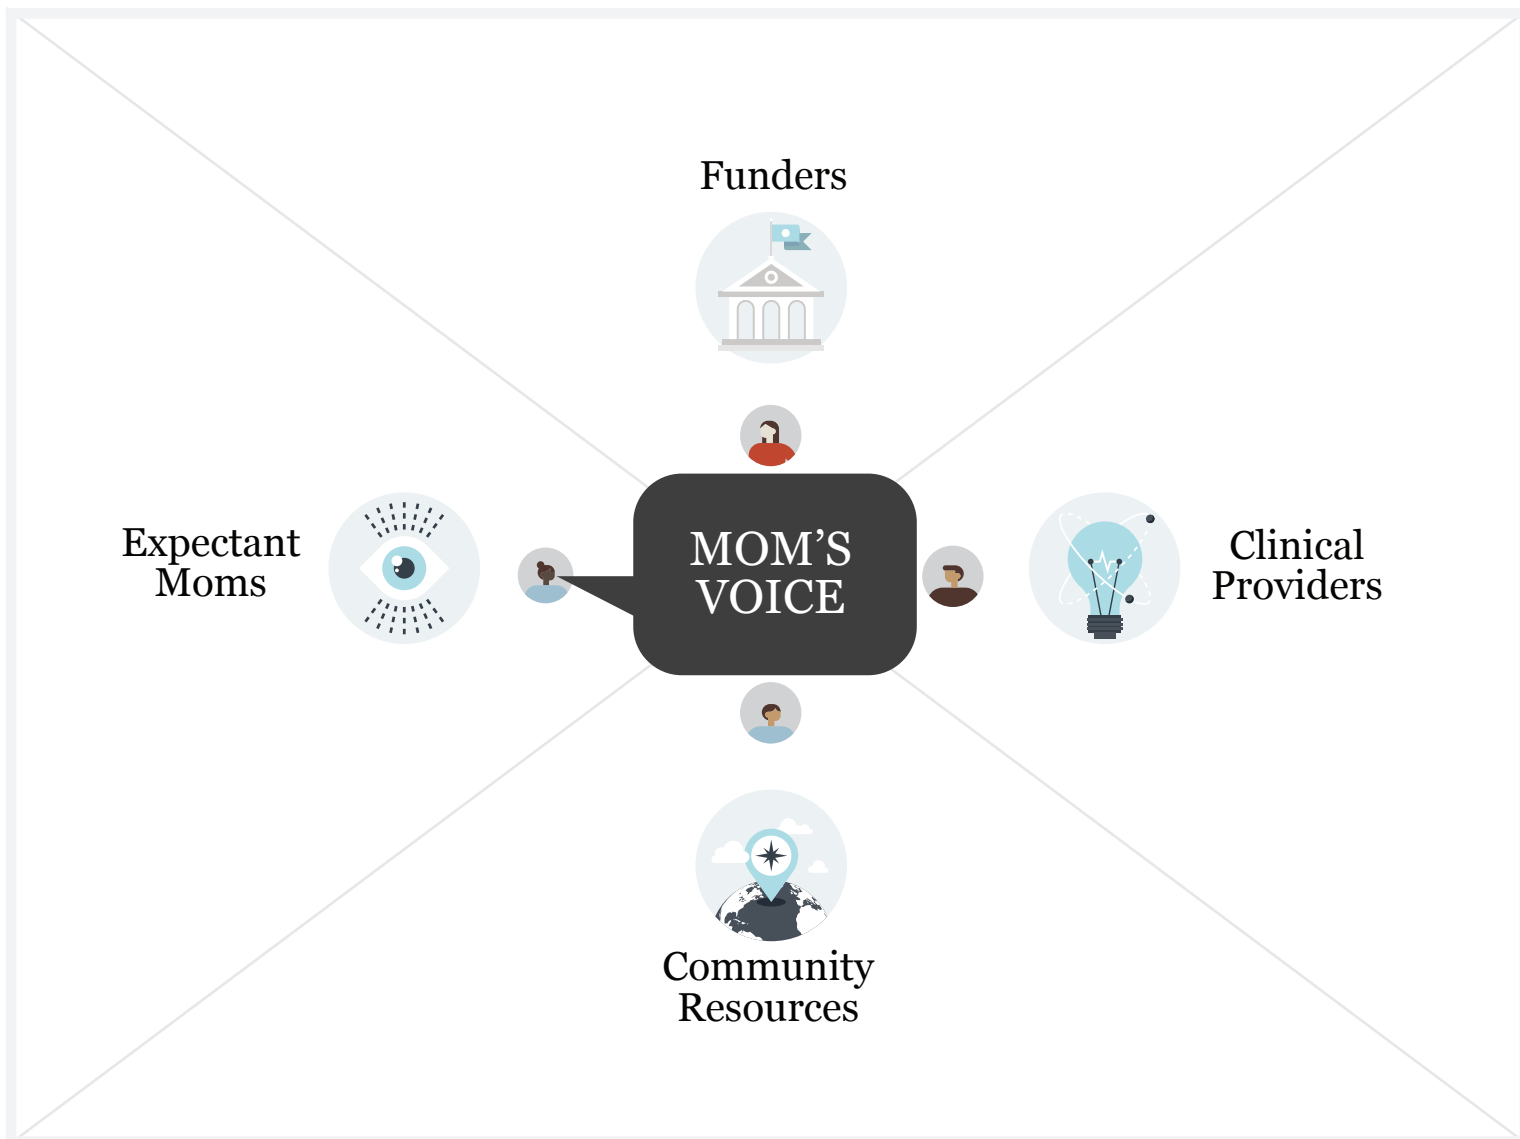 Funders
Expectant
Moms
MOM’S
VOICE
Clinical
Providers
Community
Resources